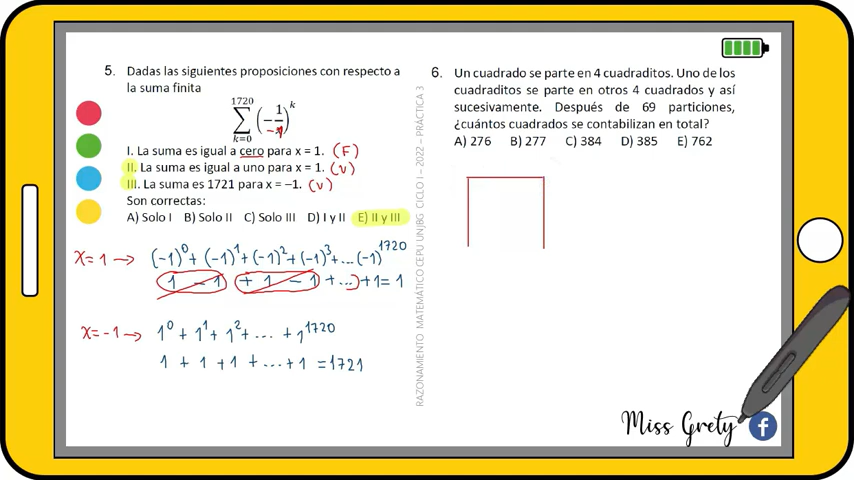 5. Dadas las siguientes proposiciones con respecto a
la suma finita
1720
∑ (-1/x)^k
k=0
I. La suma es igual a cero para x = 1. (F)
II. La suma es igual a uno para x = 1. (V)
III. La suma es 1721 para x = −1. (V)
Son correctas:
A) Solo I B) Solo II C) Solo III D) I y II E) II y III
x=1 → (-1)^0 + (-1)^1 + (-1)^2 + (-1)^3 + ... (-1)^1720
1 - 1 + 1 - 1 + ... + 1 = 1
x=-1 → 1^0 + 1^1 + 1^2 + ... + 1^1720
1 + 1 + 1 + ... + 1 = 1721
RAZONAMIENTO MATEMÁTICO CEPU UNJBG CICLO I – 2022 – PRÁCTICA 3
6. Un cuadrado se parte en 4 cuadraditos. Uno de los
cuadraditos se parte en otros 4 cuadrados y así
sucesivamente. Después de 69 particiones,
¿cuántos cuadrados se contabilizan en total?
A) 276 B) 277 C) 384 D) 385 E) 762
Miss Grety f